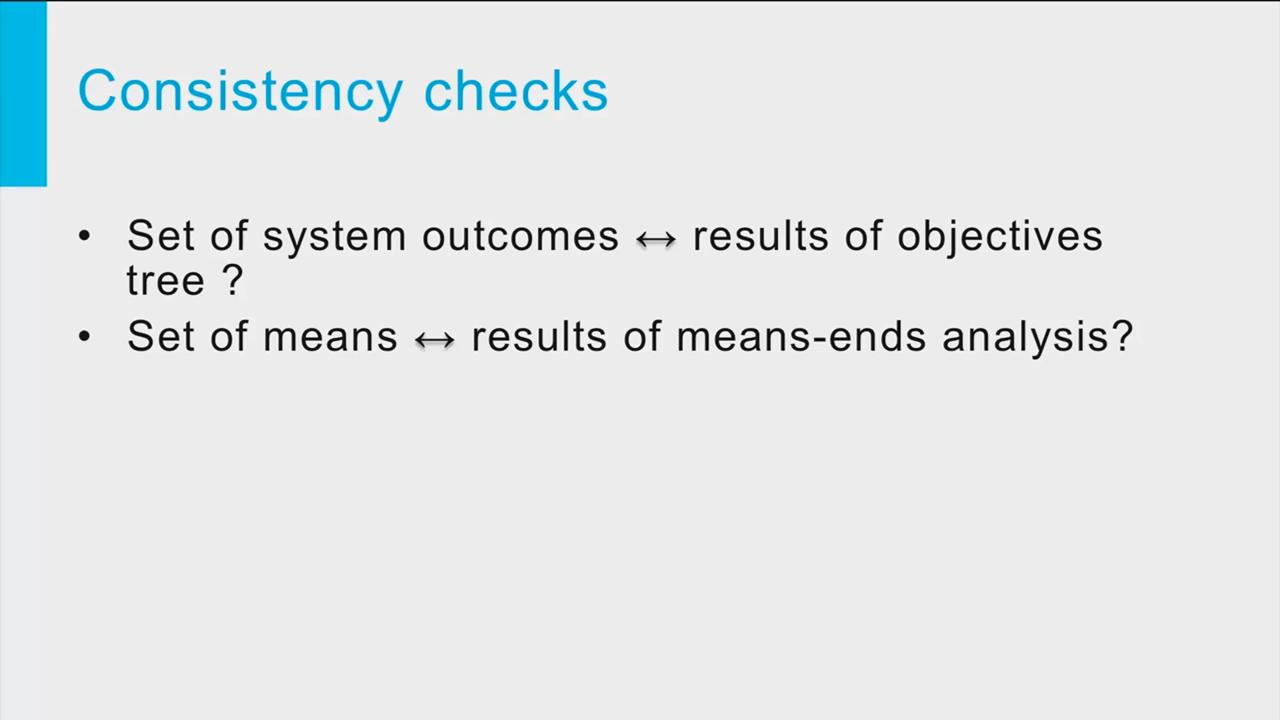 Consistency checks
• Set of system outcomes ↔ results of objectives
tree ?
• Set of means ↔ results of means-ends analysis?